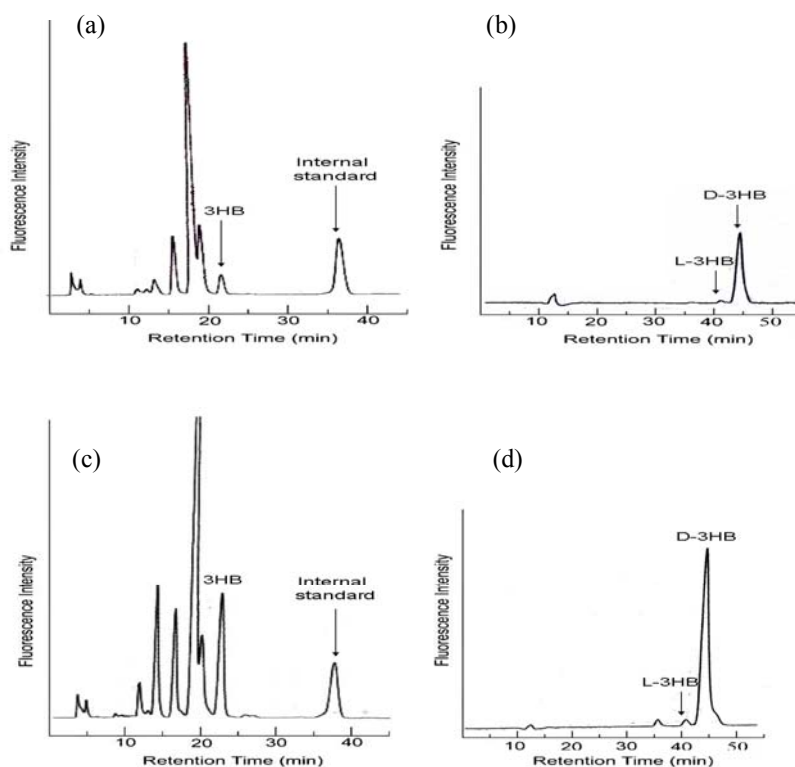 (a)
Fluorescence Intensity
3HB
Internal
standard
10 20 30 40
Retention Time (min)
(b)
Fluorescence Intensity
D-3HB
L-3HB
10 20 30 40 50
Retention Time (min)
(c)
Fluorescence Intensity
3HB
Internal
standard
10 20 30 40
Retention Time (min)
(d)
Fluorescence Intensity
D-3HB
L-3HB
10 20 30 40 50
Retention Time (min)